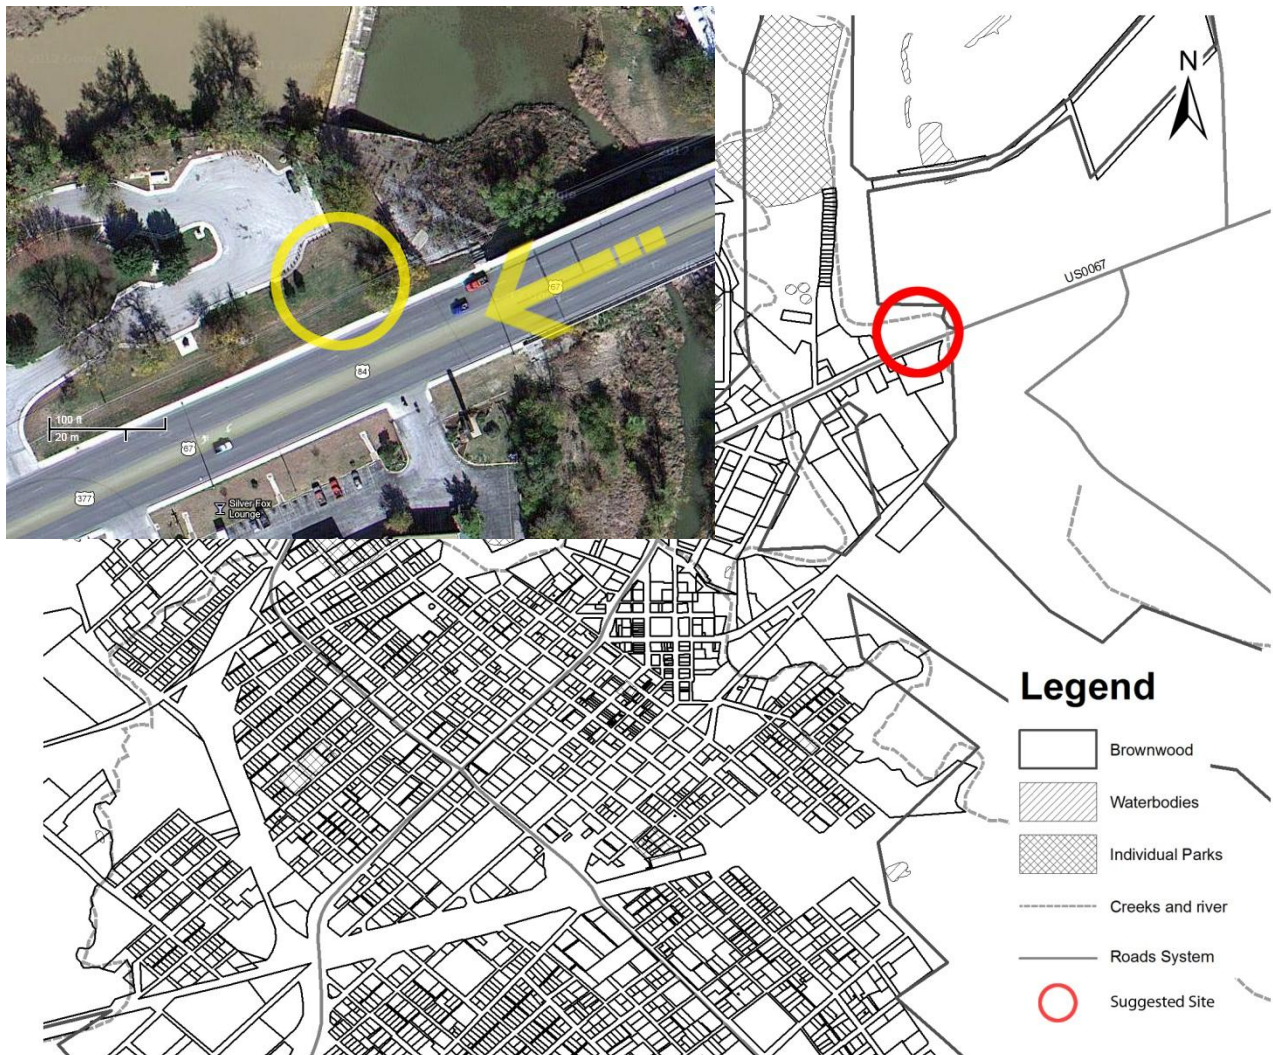 N
US0067
67
84
100 ft
20 m
67
377
Silver Fox
Lounge
Legend
Brownwood
Waterbodies
Individual Parks
Creeks and river
Roads System
Suggested Site